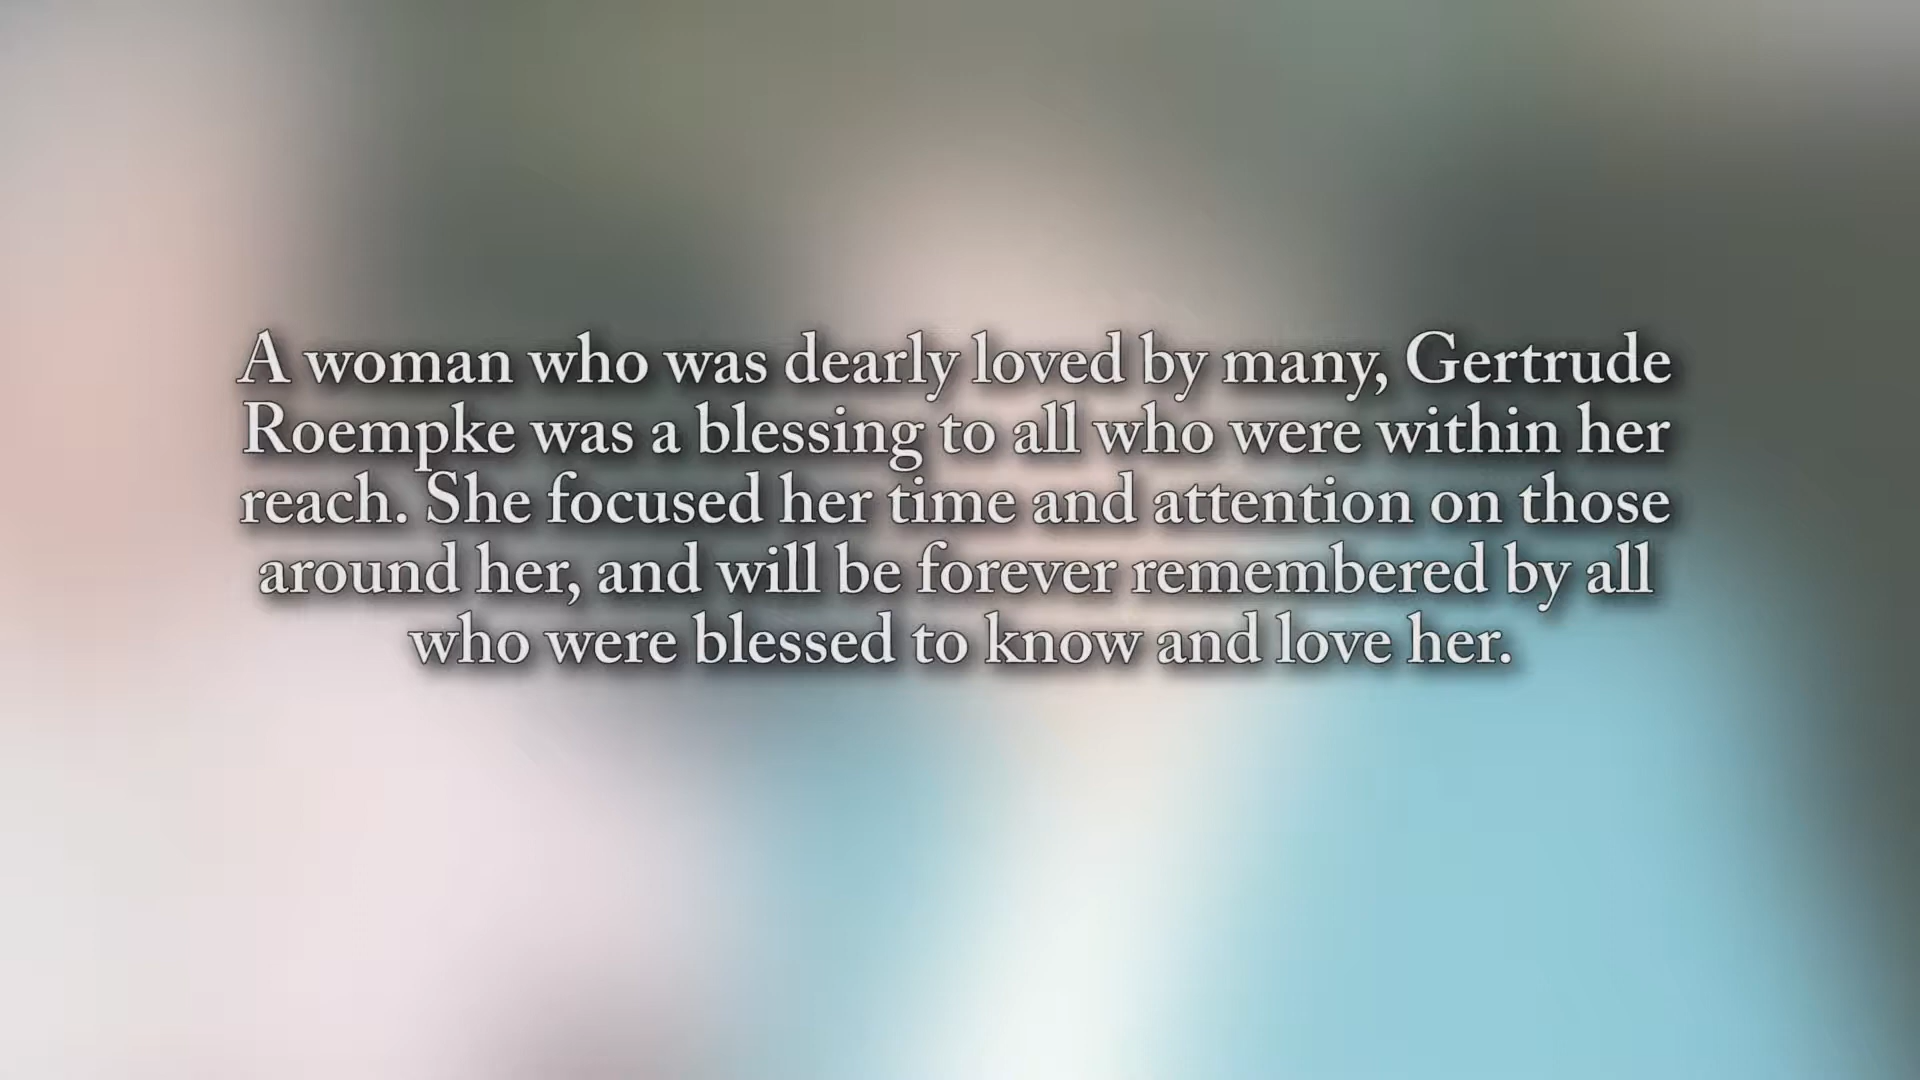 A woman who was dearly loved by many, Gertrude
Roempke was a blessing to all who were within her
reach. She focused her time and attention on those
around her, and will be forever remembered by all
who were blessed to know and love her.